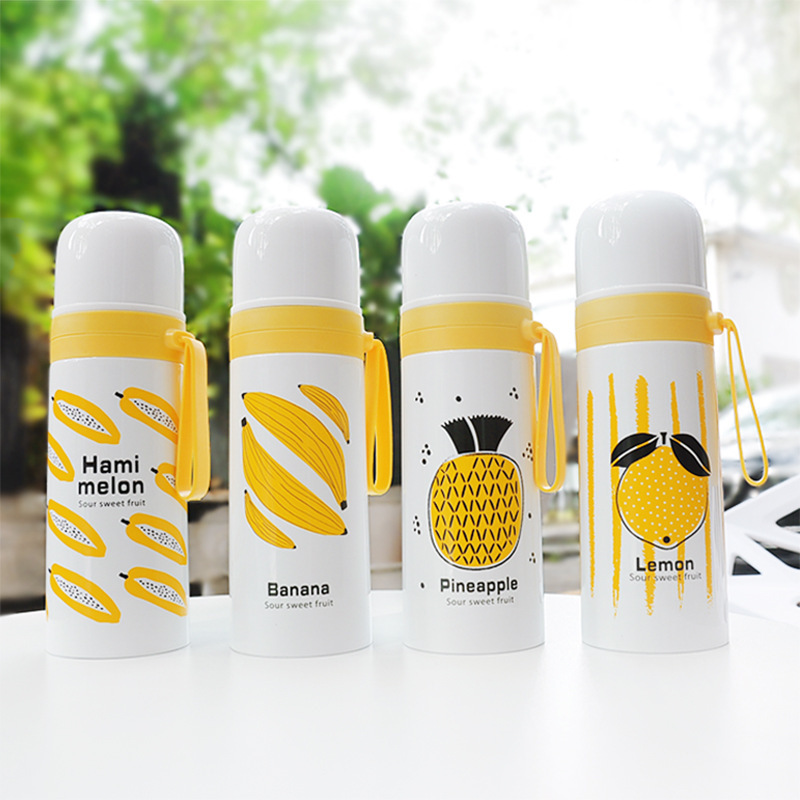 Hami
melon
Sour sweet fruit
Banana
Sour sweet fruit
Pineapple
Sour sweet fruit
Lemon
Sour sweet fruit